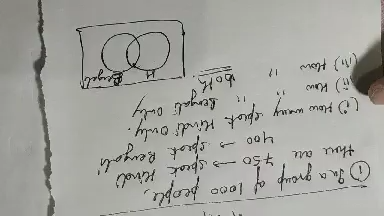 ① In a group of 1000 people,
there are 750 → speak Hindi
400 → speak Bengali
(i) How many speak Hindi Only.
(ii) How " " Bengali Only
(iii) How " " both
Bengali H